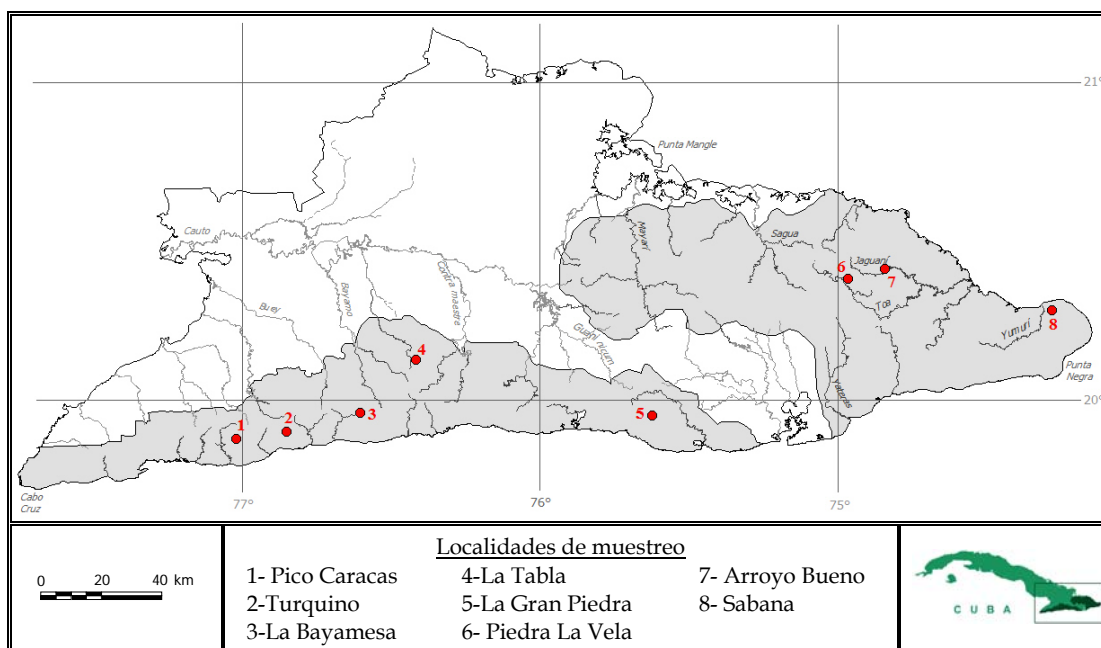 21°
Punta Mangle
Cauto
Mayarí
Sagua
Jaguaní
6
7
Toa
Contra maestre
Bayamo
Buey
Yumurí
8
Punta
Negra
4
20°
Yateras
3
5
2
1
Cabo
Cruz
77°
76°
75°
Localidades de muestreo
0 20 40 km
1- Pico Caracas 4-La Tabla 7- Arroyo Bueno
2-Turquino 5-La Gran Piedra 8- Sabana
3-La Bayamesa 6- Piedra La Vela
CUBA